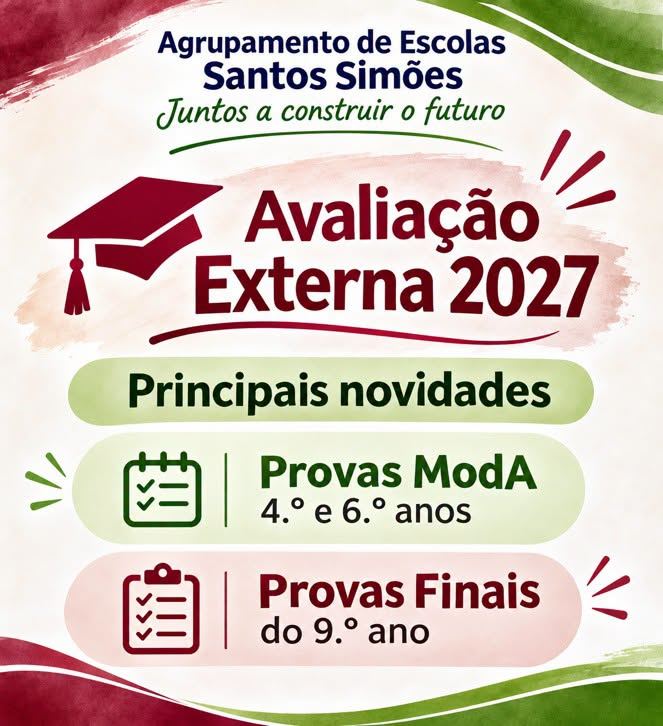 Agrupamento de Escolas
Santos Simões
Juntos a construir o futuro
Avaliação
Externa 2027
Principais novidades
Provas ModA
4.º e 6.º anos
Provas Finais
do 9.º ano